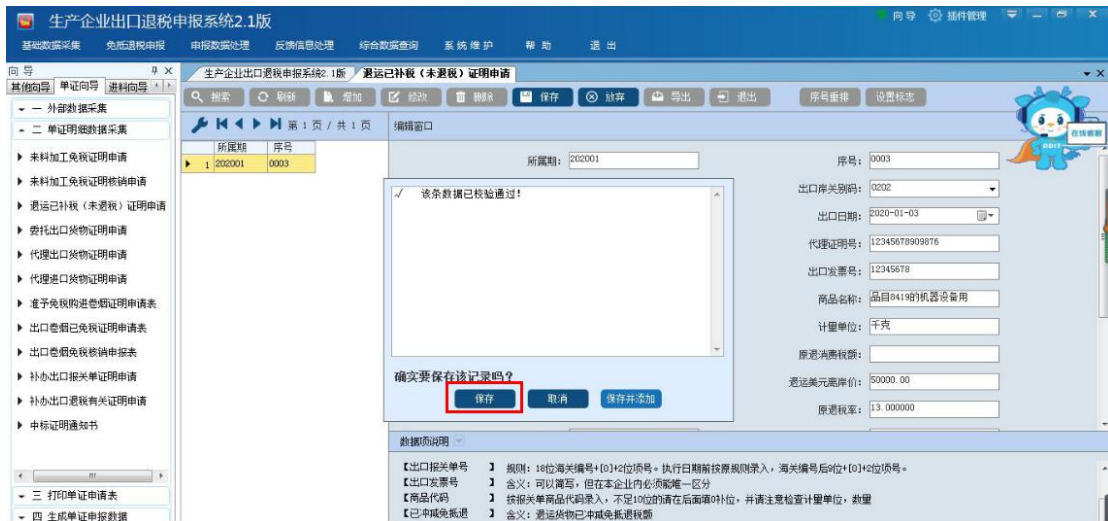 生产企业出口退税申报系统2.1版
向导 插件管理
基础数据采集 免抵退税申报 申报数据处理 反馈信息处理 综合数据查询 系统维护 帮助 退出
向导
其他向导 单证向导 进料向导
生产企业出口退税申报系统2.1版 退运已补税（未退税）证明申请
搜索 刷新 增加 修改 删除 保存 放弃 导出 退出 序号重排 设置标志
一 外部数据采集
二 单证明细数据采集
来料加工免税证明申请
来料加工免税证明核销申请
退运已补税（未退税）证明申请
委托出口货物证明申请
代理出口货物证明申请
代理进口货物证明申请
准予免税购进卷烟证明申请表
出口卷烟已免税证明申请表
出口卷烟免税核销申报表
补办出口报关单证明申请
补办出口退税有关证明申请
中标证明通知书
三 打印单证申请表
四 生成单证申报数据
第 1 页 / 共 1 页
所属期 序号
1 202001 0003
编辑窗口
在线客服
所属期： 202001
序号： 0003
出口岸关别码： 0202
出口日期： 2020-01-03
代理证明号： 12345678909876
出口发票号： 12345678
商品名称： 品目8419的机器设备用
计量单位： 千克
原退消费税额：
退运美元离岸价： 50000.00
原退税率： 13.000000
√ 该条数据已校验通过！
确实要保存该记录吗？
保存 取消 保存并添加
数据项说明
【出口报关单号 】 规则：18位海关编号+[0]+2位项号。执行日期前按原规则录入，海关编号后9位+[0]+2位项号。
【出口发票号 】 含义：可以简写，但在本企业内必须能唯一区分
【商品代码 】 按报关单商品代码录入，不足10位的请在后面填0补位，并请注意检查计量单位，数量
【已冲减免抵退 】 含义：退运货物已冲减免抵退税额